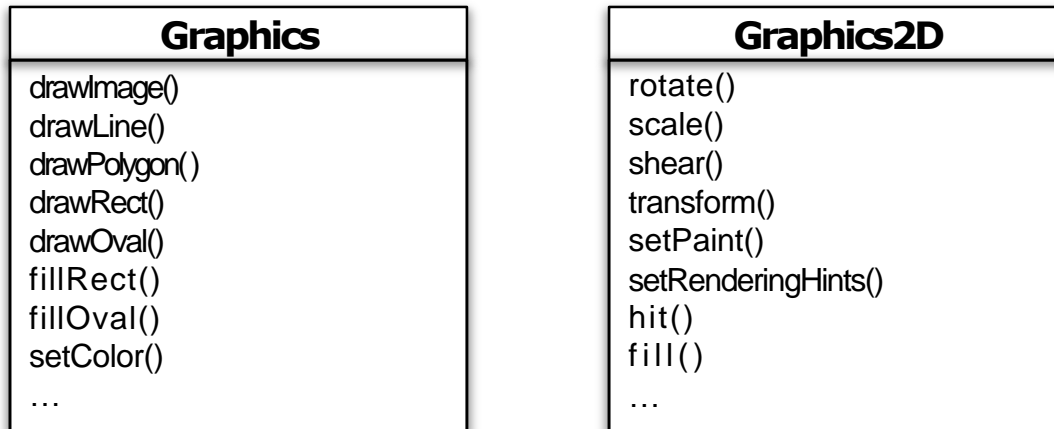 Graphics
drawImage()
drawLine()
drawPolygon()
drawRect()
drawOval()
fillRect()
fillOval()
setColor()
…
Graphics2D
rotate()
scale()
shear()
transform()
setPaint()
setRenderingHints()
hit()
fill()
…